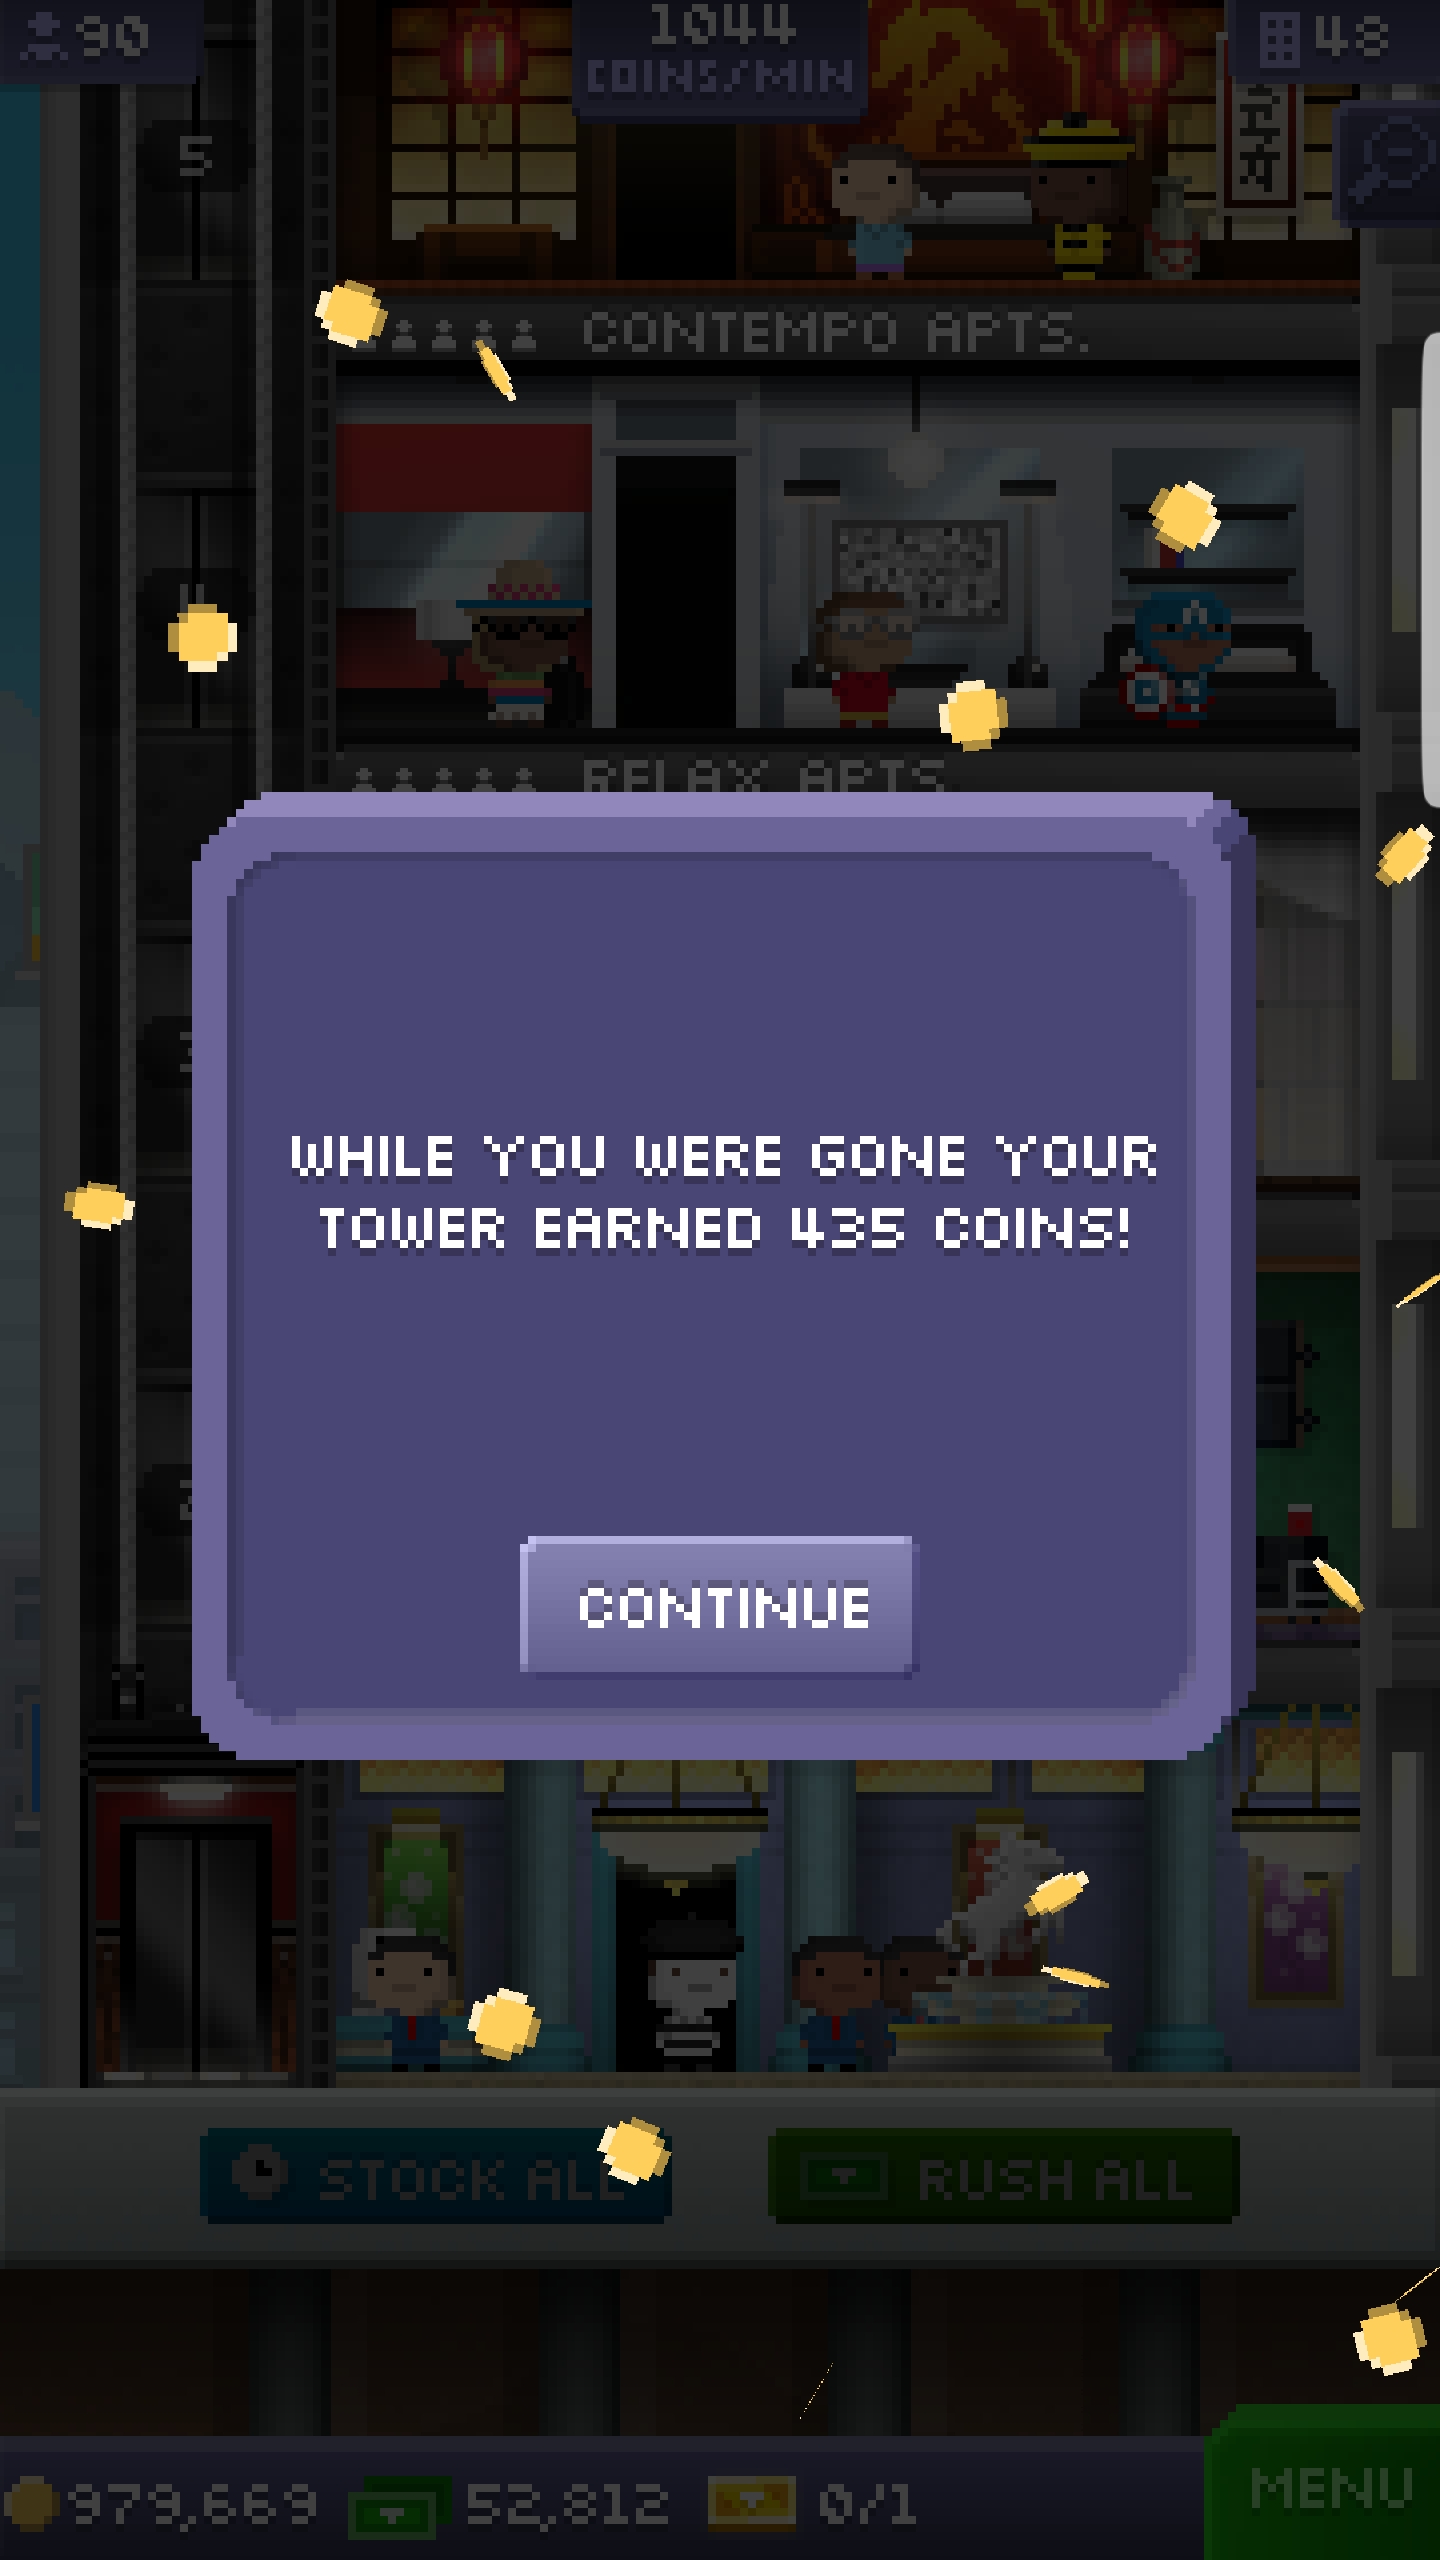 90
1044
COINS/MIN
48
5
CONTEMPO APTS.
RELAX APTS
WHILE YOU WERE GONE YOUR
TOWER EARNED 435 COINS!
CONTINUE
STOCK ALL
RUSH ALL
979,669
52,812
0/1
MENU